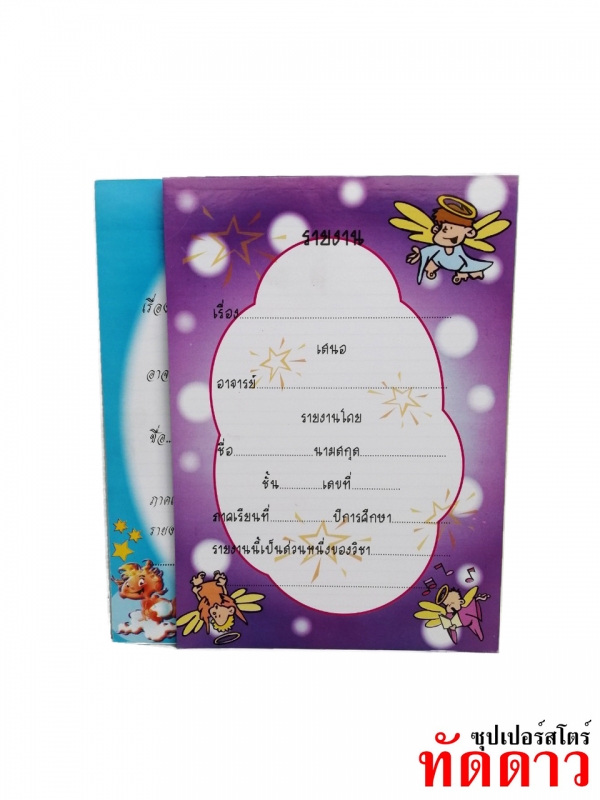 รายงาน
เรื่อง
เสนอ
อาจารย์
รายงานโดย
ชื่อ นามสกุล
ชั้น เลขที่
ภาคเรียนที่ ปีการศึกษา
รายงานนี้เป็นส่วนหนึ่งของวิชา
เรื่อง
อาจ
ชื่อ
ภาคเ
รายง
ซุปเปอร์สโตร์
ทัดดาว